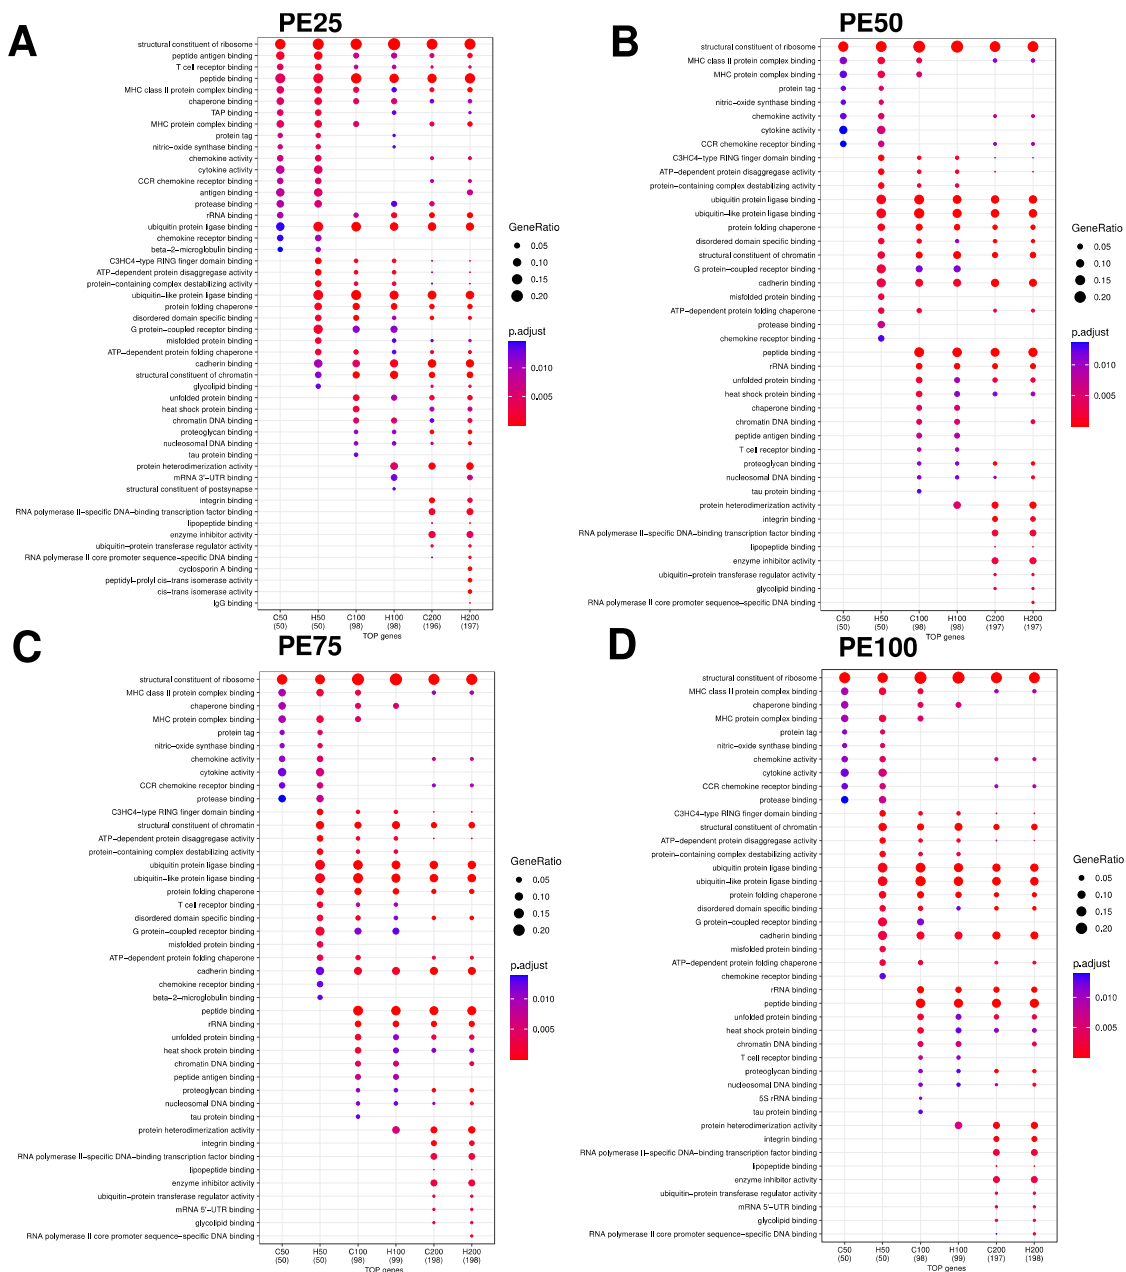 A
PE25
structural constituent of ribosome
peptide antigen binding
T cell receptor binding
peptide binding
MHC class II protein complex binding
chaperone binding
TAP binding
MHC protein complex binding
protein tag
nitric−oxide synthase binding
chemokine activity
cytokine activity
CCR chemokine receptor binding
antigen binding
protease binding
rRNA binding
ubiquitin protein ligase binding
chemokine receptor binding
beta−2−microglobulin binding
C3HC4−type RING finger domain binding
ATP−dependent protein disaggregase activity
protein−containing complex destabilizing activity
ubiquitin−like protein ligase binding
protein folding chaperone
disordered domain specific binding
G protein−coupled receptor binding
misfolded protein binding
ATP−dependent protein folding chaperone
cadherin binding
structural constituent of chromatin
glycolipid binding
unfolded protein binding
heat shock protein binding
chromatin DNA binding
proteoglycan binding
nucleosomal DNA binding
tau protein binding
protein heterodimerization activity
mRNA 3'−UTR binding
structural constituent of postsynapse
integrin binding
RNA polymerase II−specific DNA−binding transcription factor binding
lipopeptide binding
enzyme inhibitor activity
ubiquitin−protein transferase regulator activity
RNA polymerase II core promoter sequence−specific DNA binding
cyclosporin A binding
peptidyl−prolyl cis−trans isomerase activity
cis−trans isomerase activity
IgG binding
C50 H50 C100 H100 C200 H200
(50) (50) (98) (98) (196) (197)
TOP genes
GeneRatio
0.05
0.10
0.15
0.20
p.adjust
0.010
0.005
B
PE50
structural constituent of ribosome
MHC class II protein complex binding
MHC protein complex binding
protein tag
nitric−oxide synthase binding
chemokine activity
cytokine activity
CCR chemokine receptor binding
C3HC4−type RING finger domain binding
ATP−dependent protein disaggregase activity
protein−containing complex destabilizing activity
ubiquitin protein ligase binding
ubiquitin−like protein ligase binding
protein folding chaperone
disordered domain specific binding
structural constituent of chromatin
G protein−coupled receptor binding
cadherin binding
misfolded protein binding
ATP−dependent protein folding chaperone
protease binding
chemokine receptor binding
peptide binding
rRNA binding
unfolded protein binding
heat shock protein binding
chaperone binding
chromatin DNA binding
peptide antigen binding
T cell receptor binding
proteoglycan binding
nucleosomal DNA binding
tau protein binding
protein heterodimerization activity
integrin binding
RNA polymerase II−specific DNA−binding transcription factor binding
lipopeptide binding
enzyme inhibitor activity
ubiquitin−protein transferase regulator activity
glycolipid binding
RNA polymerase II core promoter sequence−specific DNA binding
C50 H50 C100 H100 C200 H200
(50) (50) (98) (98) (197) (197)
TOP genes
GeneRatio
0.05
0.10
0.15
0.20
p.adjust
0.010
0.005
C
PE75
structural constituent of ribosome
MHC class II protein complex binding
chaperone binding
MHC protein complex binding
protein tag
nitric−oxide synthase binding
chemokine activity
cytokine activity
CCR chemokine receptor binding
protease binding
C3HC4−type RING finger domain binding
structural constituent of chromatin
ATP−dependent protein disaggregase activity
protein−containing complex destabilizing activity
ubiquitin protein ligase binding
ubiquitin−like protein ligase binding
protein folding chaperone
T cell receptor binding
disordered domain specific binding
G protein−coupled receptor binding
misfolded protein binding
ATP−dependent protein folding chaperone
cadherin binding
chemokine receptor binding
beta−2−microglobulin binding
peptide binding
rRNA binding
unfolded protein binding
heat shock protein binding
chromatin DNA binding
peptide antigen binding
proteoglycan binding
nucleosomal DNA binding
tau protein binding
protein heterodimerization activity
integrin binding
RNA polymerase II−specific DNA−binding transcription factor binding
lipopeptide binding
enzyme inhibitor activity
ubiquitin−protein transferase regulator activity
mRNA 5'−UTR binding
glycolipid binding
RNA polymerase II core promoter sequence−specific DNA binding
C50 H50 C100 H100 C200 H200
(50) (50) (98) (99) (198) (198)
TOP genes
GeneRatio
0.05
0.10
0.15
0.20
p.adjust
0.010
0.005
D
PE100
structural constituent of ribosome
MHC class II protein complex binding
chaperone binding
MHC protein complex binding
protein tag
nitric−oxide synthase binding
chemokine activity
cytokine activity
CCR chemokine receptor binding
protease binding
C3HC4−type RING finger domain binding
structural constituent of chromatin
ATP−dependent protein disaggregase activity
protein−containing complex destabilizing activity
ubiquitin protein ligase binding
ubiquitin−like protein ligase binding
protein folding chaperone
disordered domain specific binding
G protein−coupled receptor binding
cadherin binding
misfolded protein binding
ATP−dependent protein folding chaperone
chemokine receptor binding
rRNA binding
peptide binding
unfolded protein binding
heat shock protein binding
chromatin DNA binding
T cell receptor binding
proteoglycan binding
nucleosomal DNA binding
5S rRNA binding
tau protein binding
protein heterodimerization activity
integrin binding
RNA polymerase II−specific DNA−binding transcription factor binding
lipopeptide binding
enzyme inhibitor activity
ubiquitin−protein transferase regulator activity
mRNA 5'−UTR binding
glycolipid binding
RNA polymerase II core promoter sequence−specific DNA binding
C50 H50 C100 H100 C200 H200
(50) (50) (98) (99) (198) (198)
TOP genes
GeneRatio
0.05
0.10
0.15
0.20
p.adjust
0.010
0.005